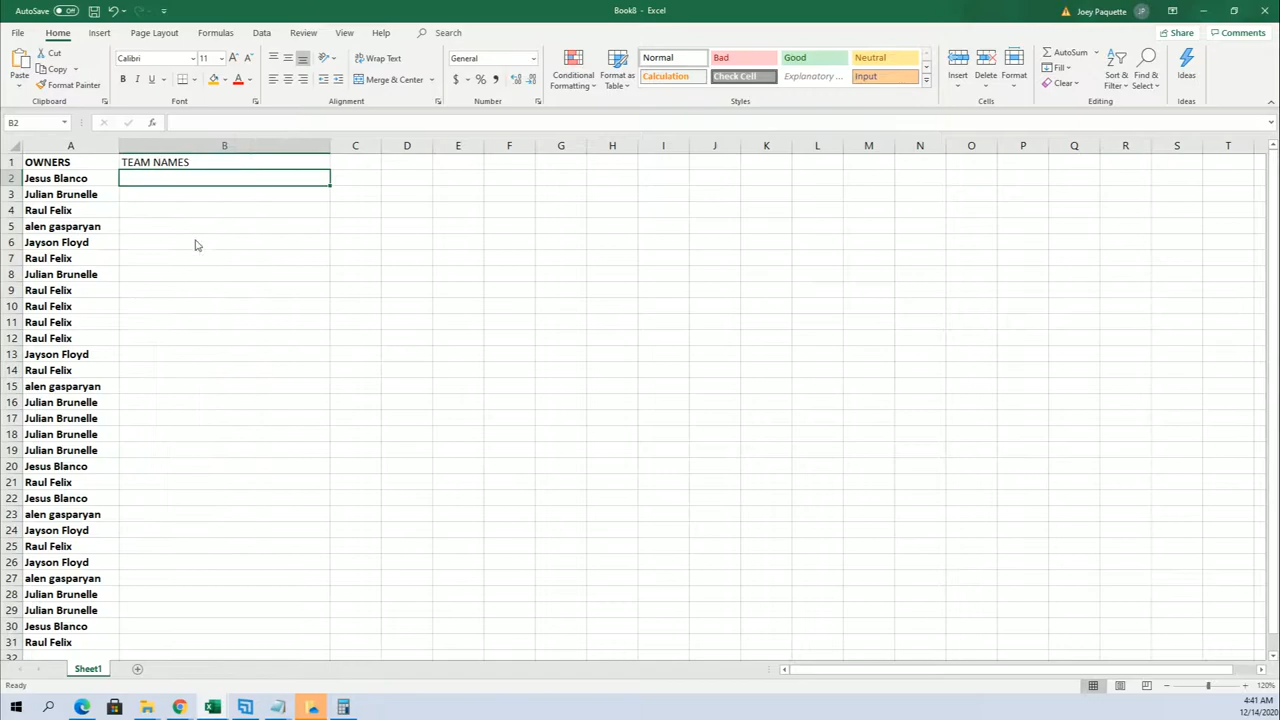 AutoSave Off
Book8 - Excel
Joey Paquette JP
File Home Insert Page Layout Formulas Data Review View Help Search
Share Comments
Paste
Cut
Copy
Format Painter
Clipboard
Calibri 11
B I U
Font
Wrap Text
Merge & Center
Alignment
General
$ % 9
Number
Conditional Formatting
Format as Table
Normal Bad Good Neutral
Calculation Check Cell Explanatory ... Input
Styles
Insert Delete Format
Cells
AutoSum
Fill
Clear
Sort & Filter
Find & Select
Editing
Ideas
Ideas
B2 fx
A B C D E F G H I J K L M N O P Q R S T
1 OWNERS TEAM NAMES
2 Jesus Blanco
3 Julian Brunelle
4 Raul Felix
5 alen gasparyan
6 Jayson Floyd
7 Raul Felix
8 Julian Brunelle
9 Raul Felix
10 Raul Felix
11 Raul Felix
12 Raul Felix
13 Jayson Floyd
14 Raul Felix
15 alen gasparyan
16 Julian Brunelle
17 Julian Brunelle
18 Julian Brunelle
19 Julian Brunelle
20 Jesus Blanco
21 Raul Felix
22 Jesus Blanco
23 alen gasparyan
24 Jayson Floyd
25 Raul Felix
26 Jayson Floyd
27 alen gasparyan
28 Julian Brunelle
29 Julian Brunelle
30 Jesus Blanco
31 Raul Felix
32
Sheet1
Ready
120%
4:41 AM
12/14/2020